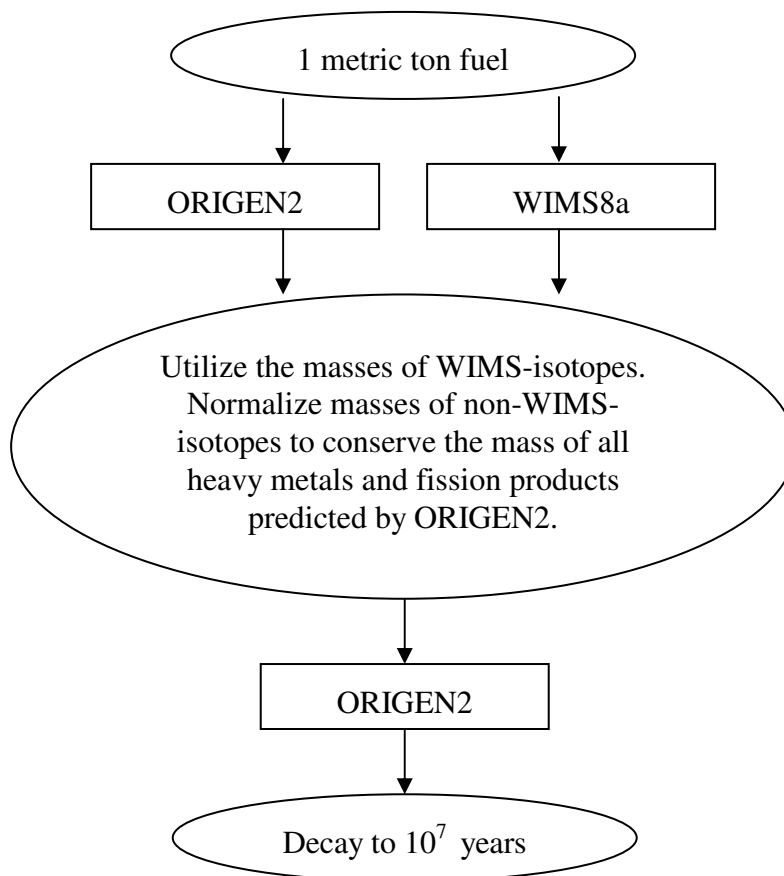 1 metric ton fuel
ORIGEN2
WIMS8a
Utilize the masses of WIMS-isotopes.
Normalize masses of non-WIMS-
isotopes to conserve the mass of all
heavy metals and fission products
predicted by ORIGEN2.
ORIGEN2
Decay to 10⁷ years